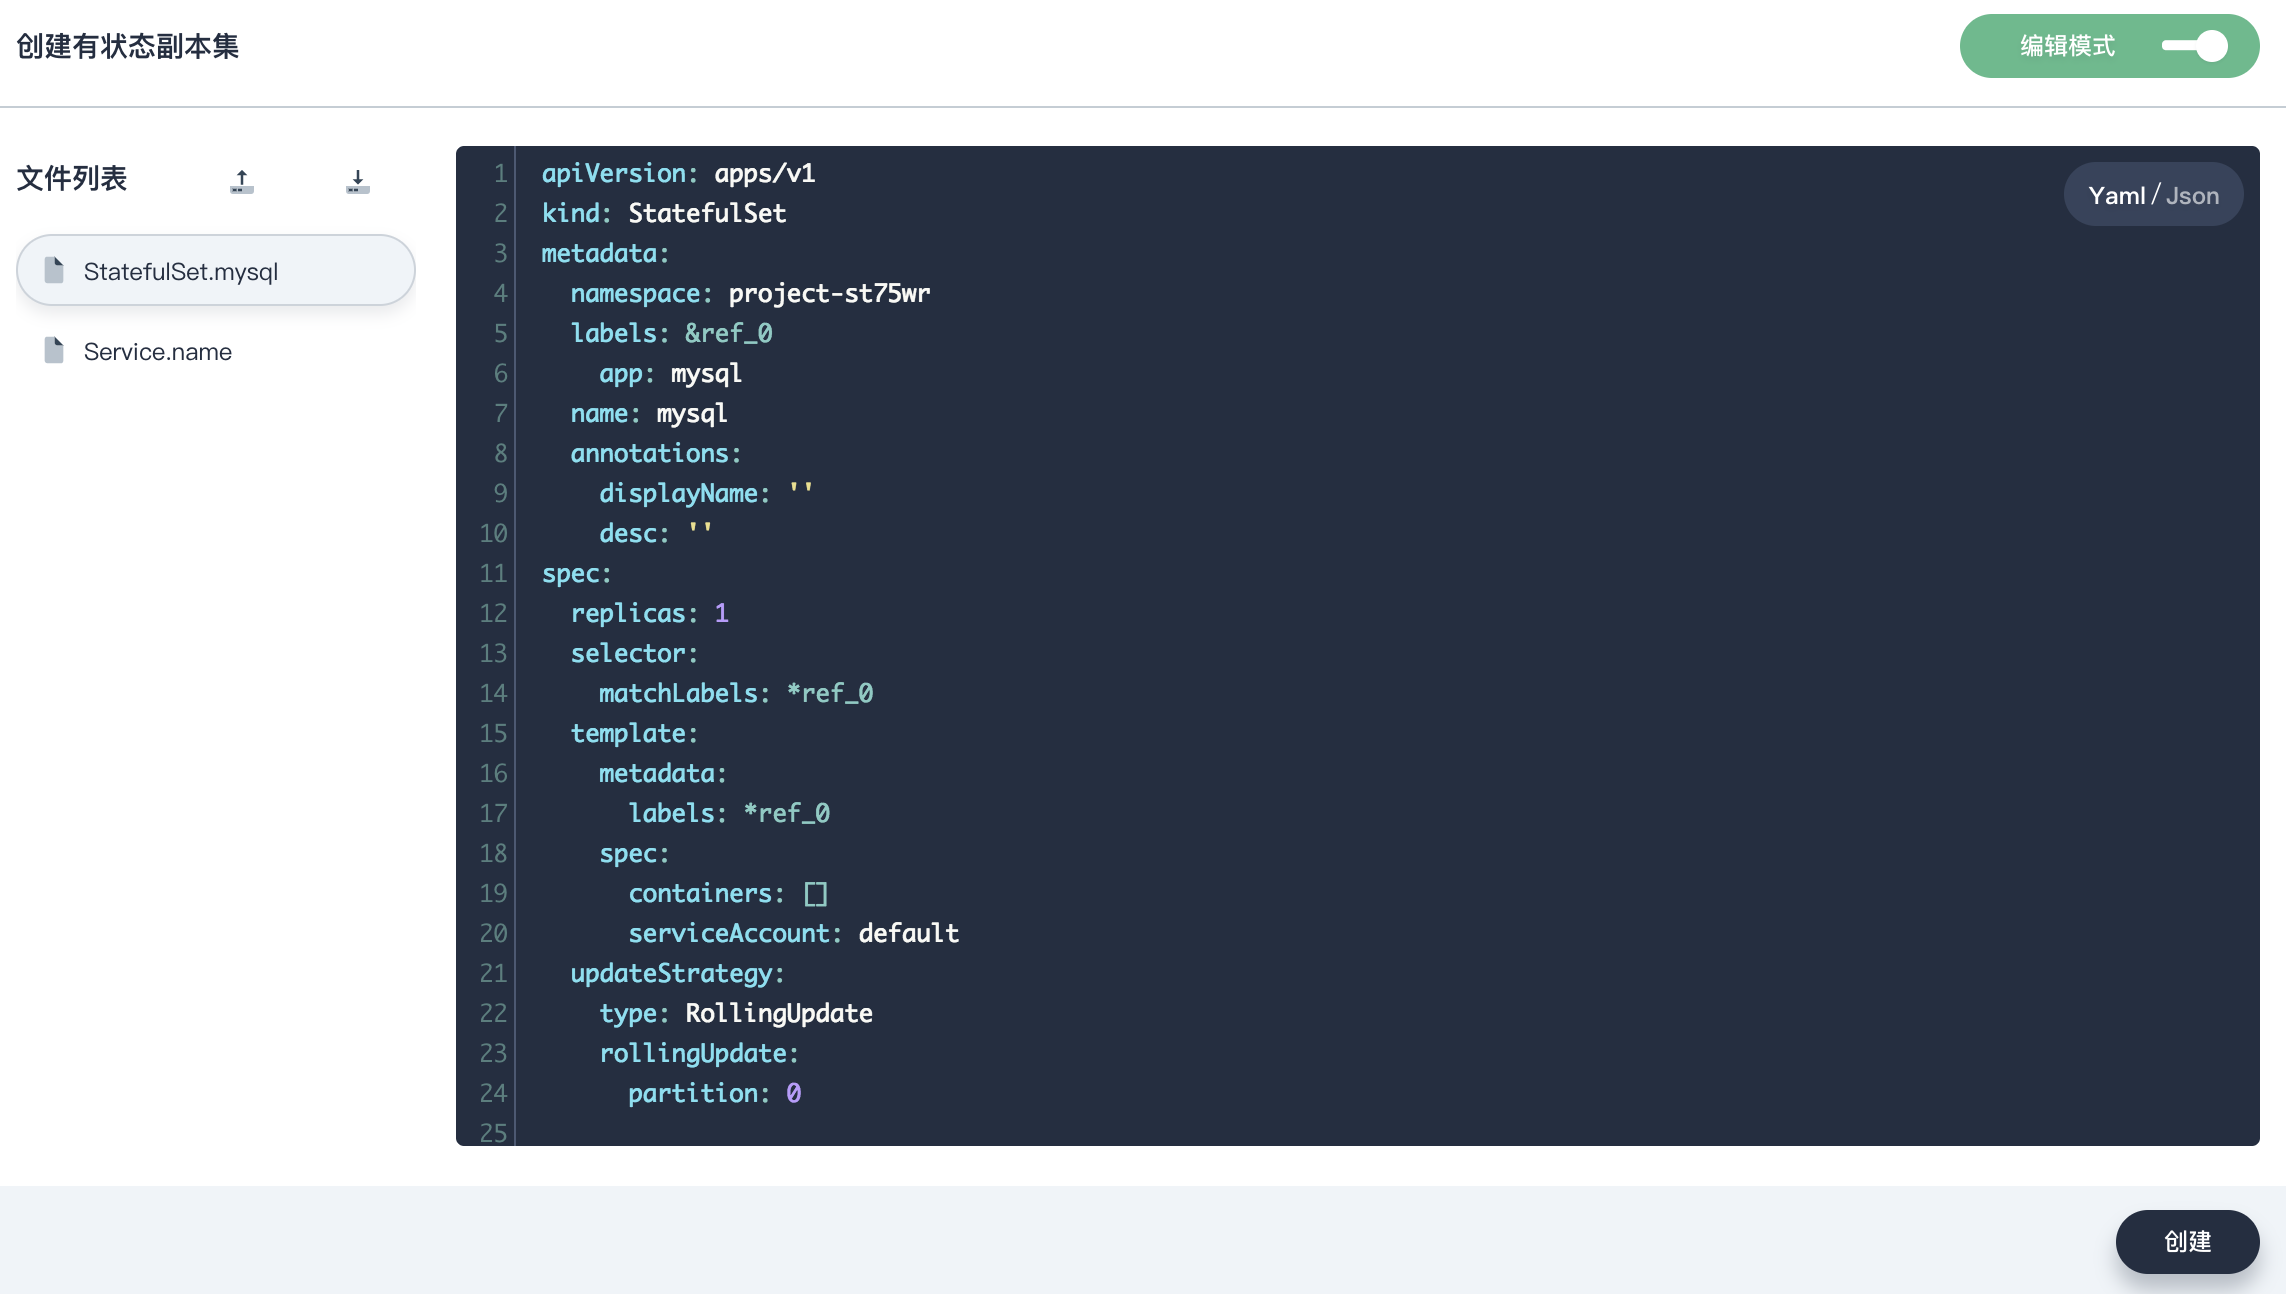 创建有状态副本集
编辑模式
文件列表
StatefulSet.mysql
Service.name
Yaml / Json
1 apiVersion: apps/v1
2 kind: StatefulSet
3 metadata:
4   namespace: project-st75wr
5   labels: &ref_0
6     app: mysql
7   name: mysql
8   annotations:
9     displayName: ''
10     desc: ''
11 spec:
12   replicas: 1
13   selector:
14     matchLabels: *ref_0
15   template:
16     metadata:
17       labels: *ref_0
18     spec:
19       containers: []
20       serviceAccount: default
21   updateStrategy:
22     type: RollingUpdate
23     rollingUpdate:
24       partition: 0
25
创建